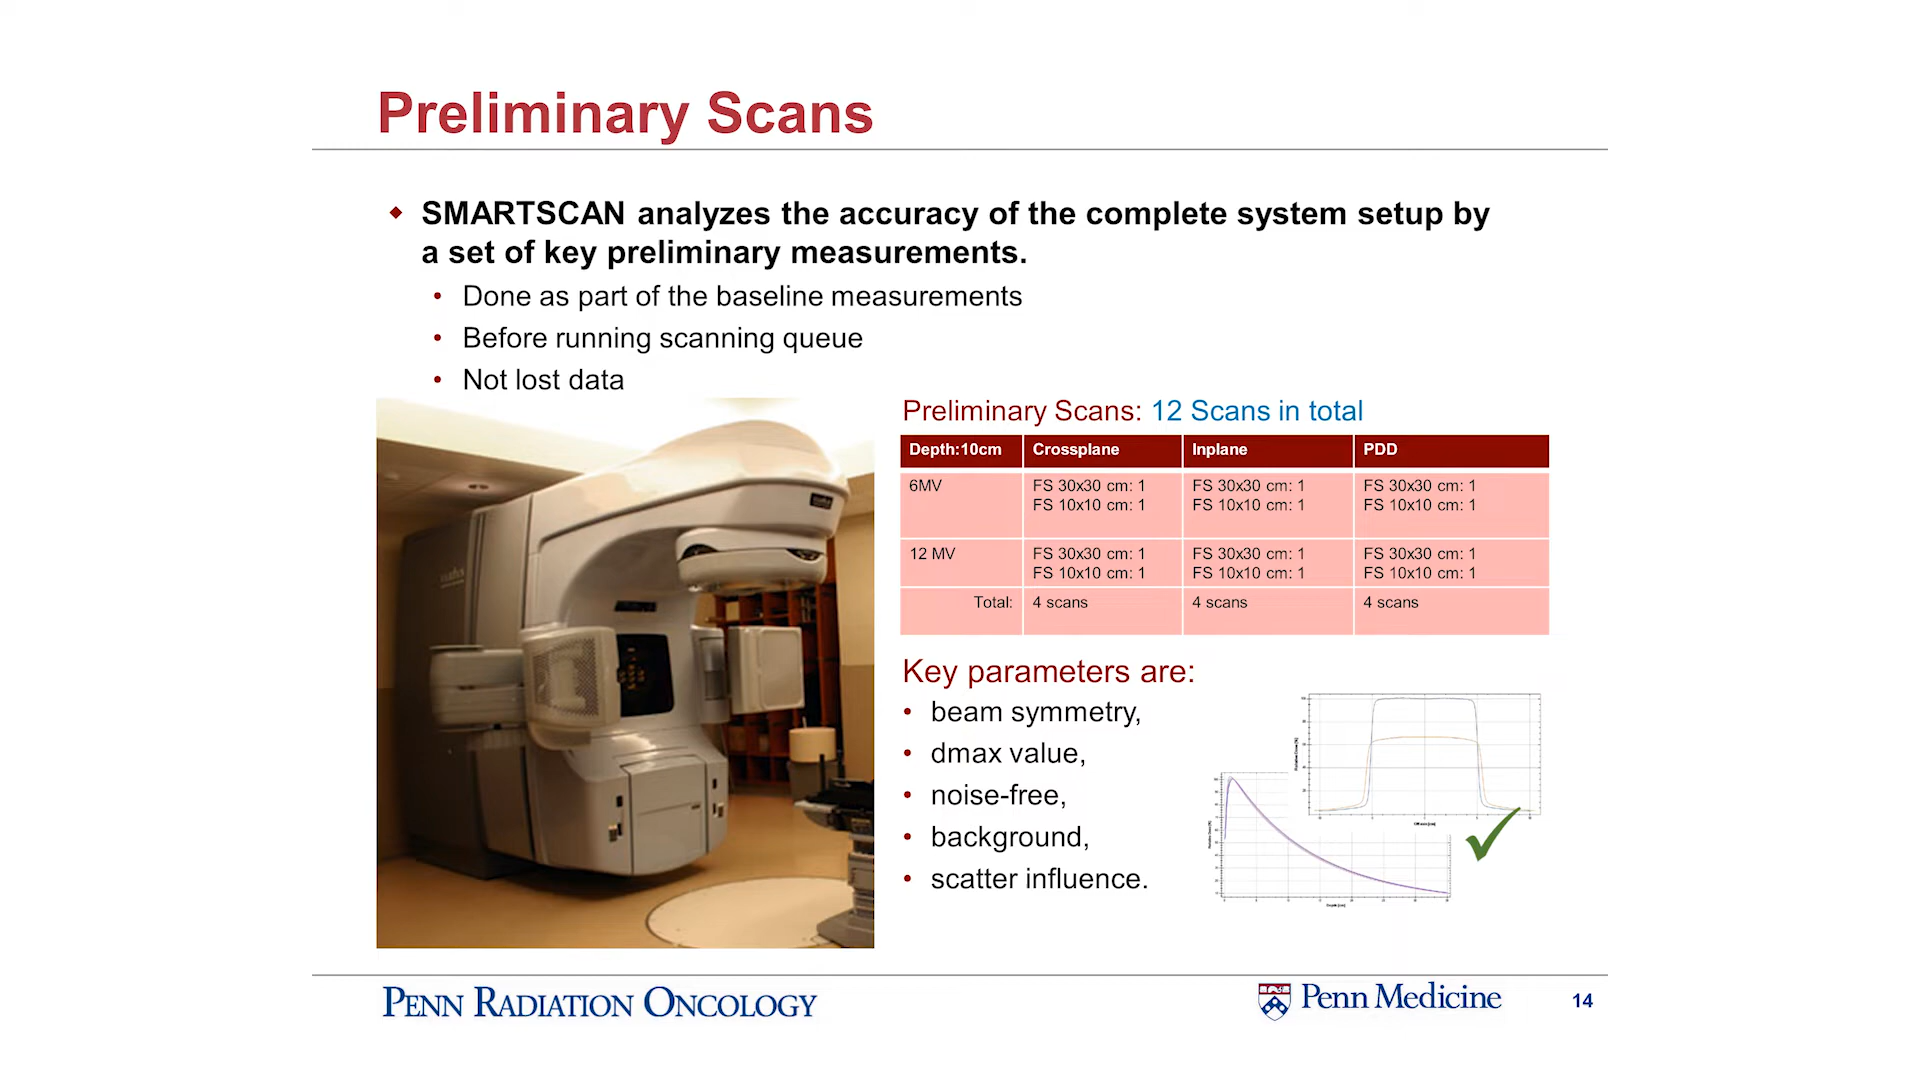 Preliminary Scans
SMARTSCAN analyzes the accuracy of the complete system setup by
a set of key preliminary measurements.
• Done as part of the baseline measurements
• Before running scanning queue
• Not lost data
Preliminary Scans: 12 Scans in total
Depth:10cm Crossplane Inplane PDD
6MV FS 30x30 cm: 1 FS 30x30 cm: 1 FS 30x30 cm: 1
FS 10x10 cm: 1 FS 10x10 cm: 1 FS 10x10 cm: 1
12 MV FS 30x30 cm: 1 FS 30x30 cm: 1 FS 30x30 cm: 1
FS 10x10 cm: 1 FS 10x10 cm: 1 FS 10x10 cm: 1
Total: 4 scans 4 scans 4 scans
Key parameters are:
• beam symmetry,
• dmax value,
• noise-free,
• background,
• scatter influence.
PENN RADIATION ONCOLOGY
Penn Medicine
14